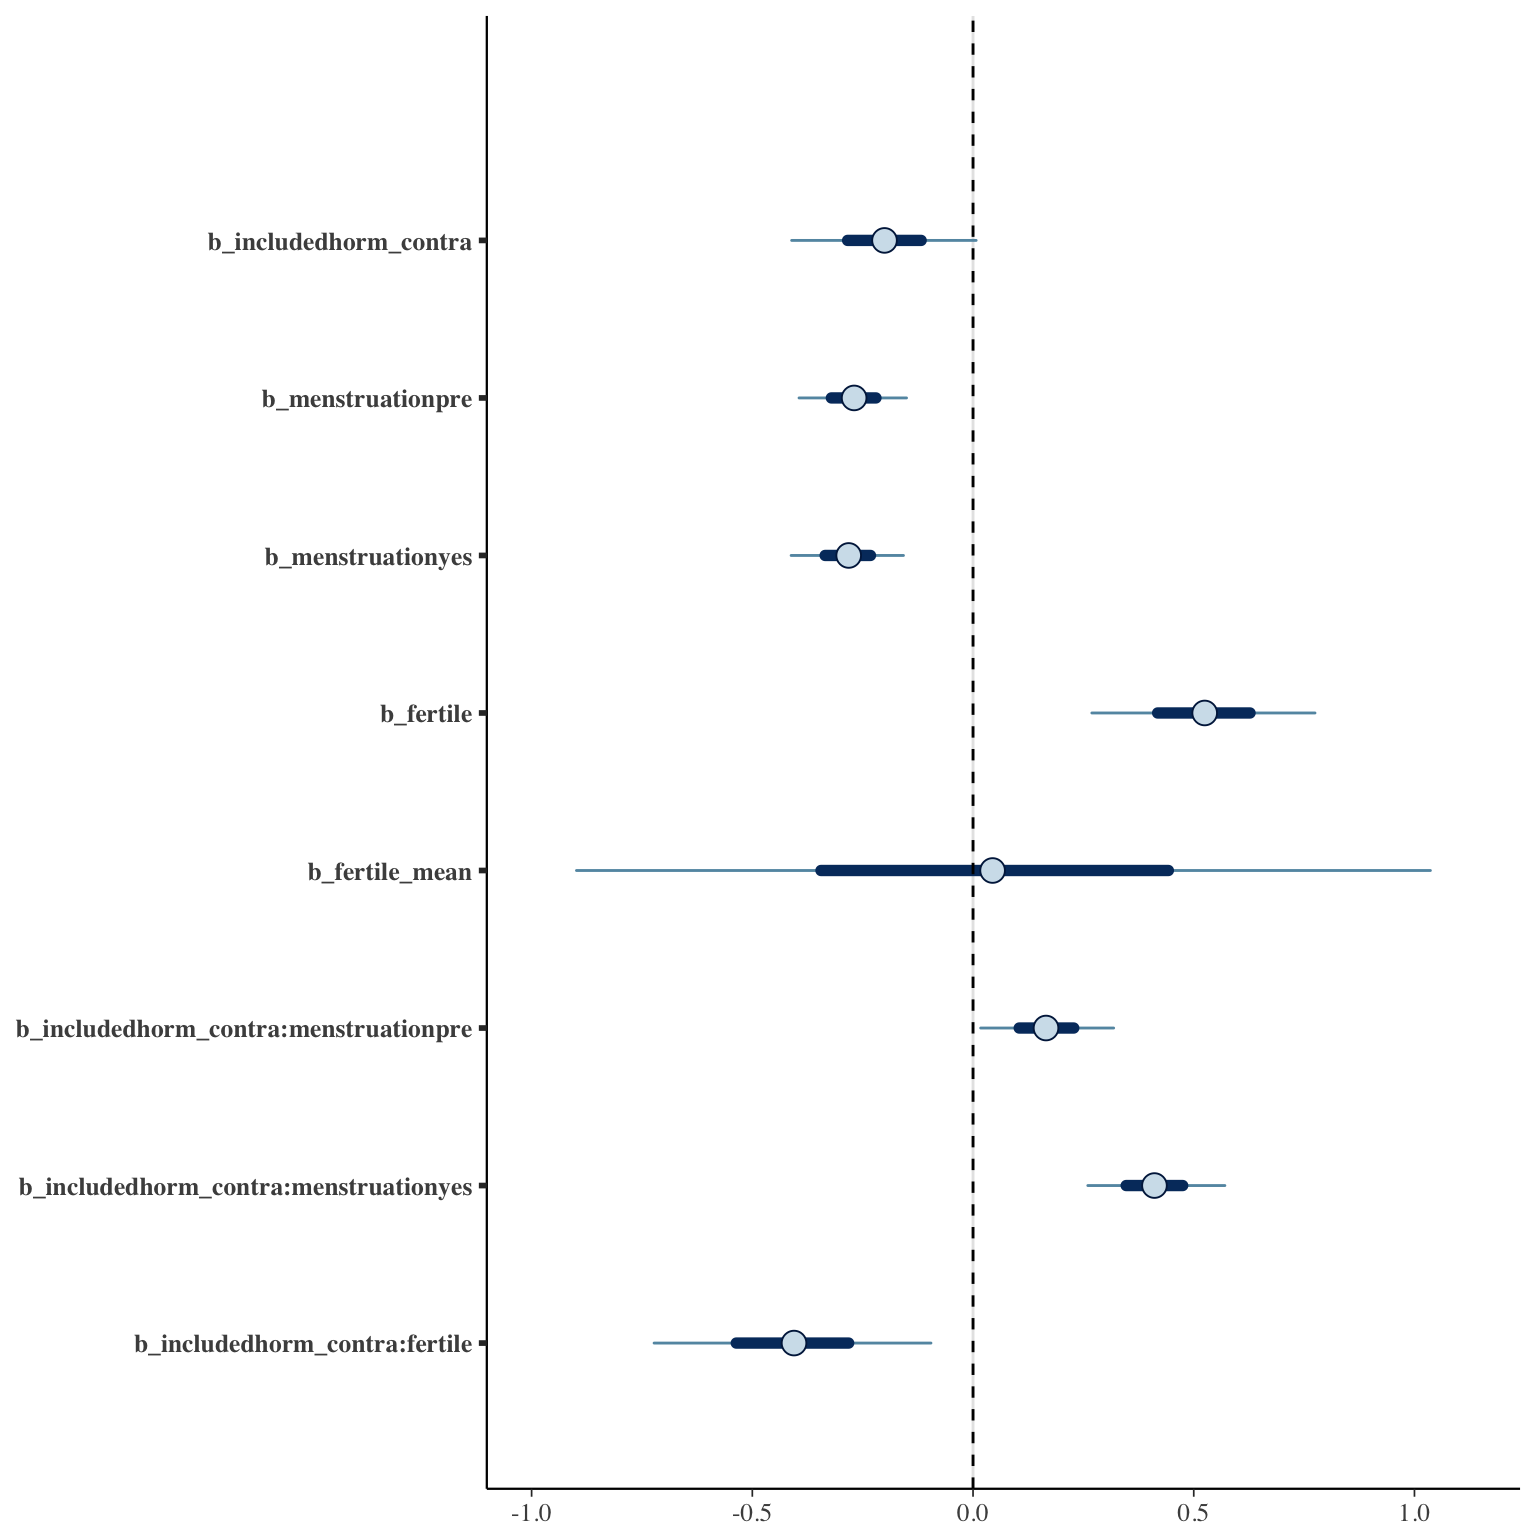 b_includedhorm_contra
b_menstruationpre
b_menstruationyes
b_fertile
b_fertile_mean
b_includedhorm_contra:menstruationpre
b_includedhorm_contra:menstruationyes
b_includedhorm_contra:fertile
-1.0 -0.5 0.0 0.5 1.0